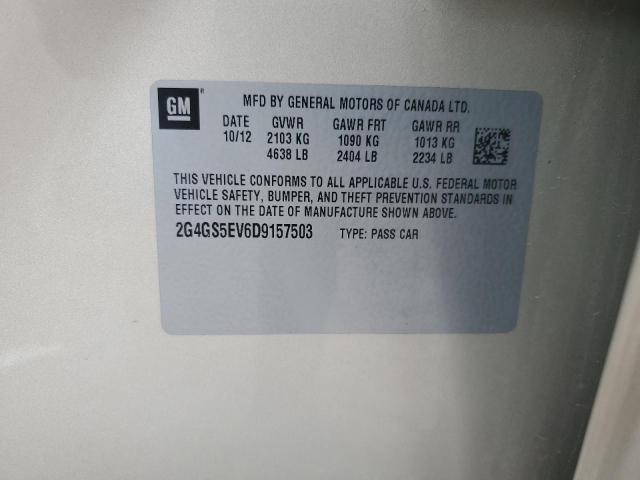 GM ®
MFD BY GENERAL MOTORS OF CANADA LTD.
DATE GVWR GAWR FRT GAWR RR
10/12 2103 KG 1090 KG 1013 KG
4638 LB 2404 LB 2234 LB
THIS VEHICLE CONFORMS TO ALL APPLICABLE U.S. FEDERAL MOTOR
VEHICLE SAFETY, BUMPER, AND THEFT PREVENTION STANDARDS IN
EFFECT ON THE DATE OF MANUFACTURE SHOWN ABOVE.
2G4GS5EV6D9157503 TYPE: PASS CAR